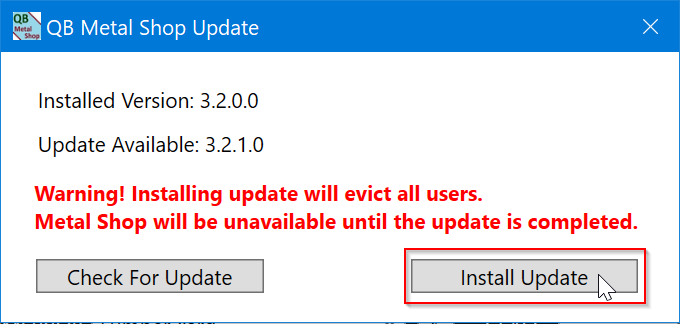 QB
Metal
Shop
QB Metal Shop Update
Installed Version: 3.2.0.0
Update Available: 3.2.1.0
Warning! Installing update will evict all users.
Metal Shop will be unavailable until the update is completed.
Check For Update
Install Update